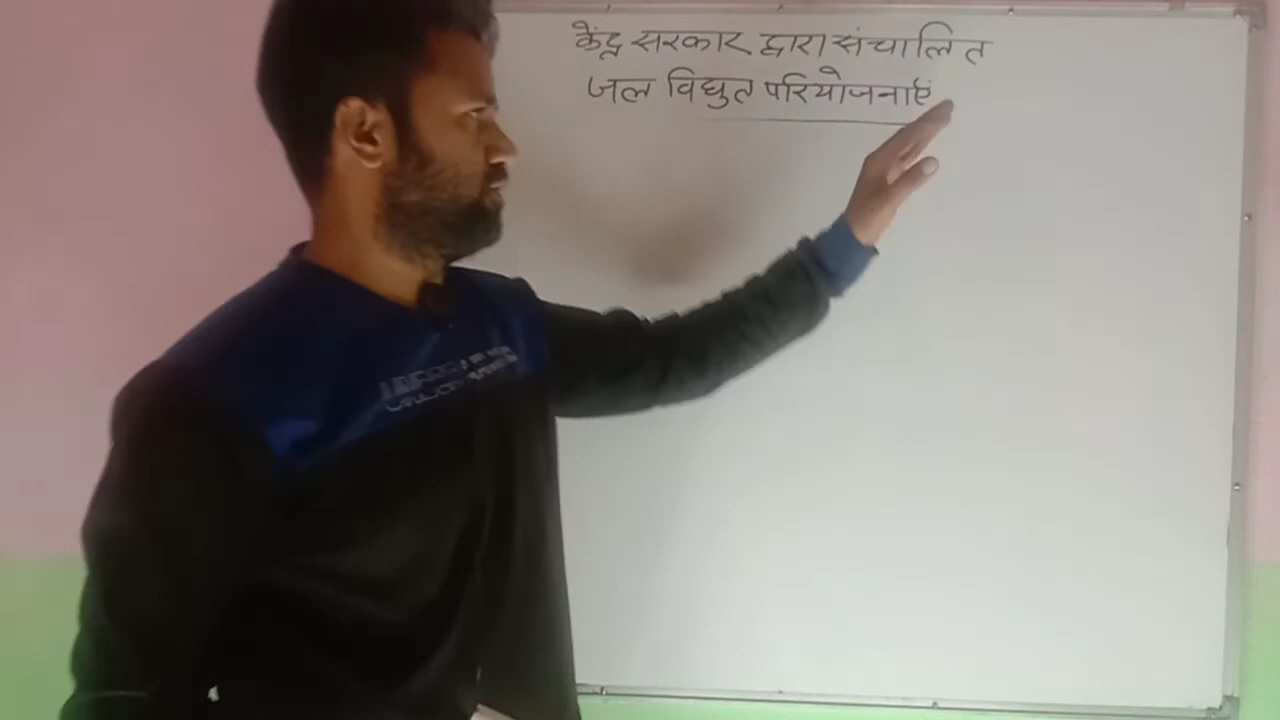 केंद्र सरकार द्वारा संचालित
जल विद्युत परियोजनाएं